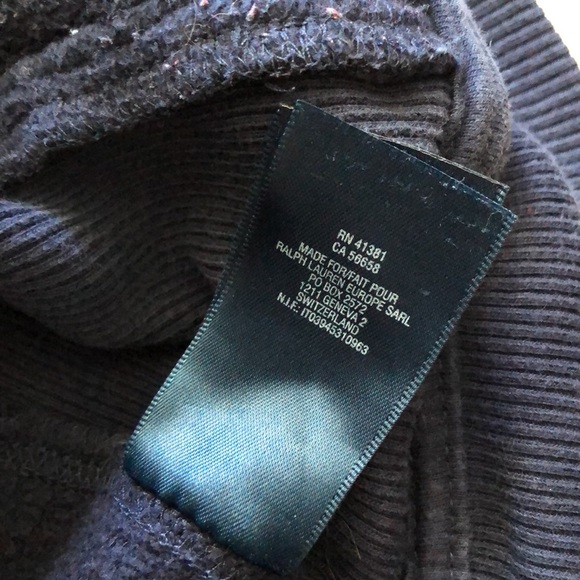 RN 41381
CA 56658
MADE FOR/FAIT POUR
RALPH LAUREN EUROPE SARL
PO BOX 2572
1211 GENEVA 2
SWITZERLAND
N.I.F.: IT03945310963